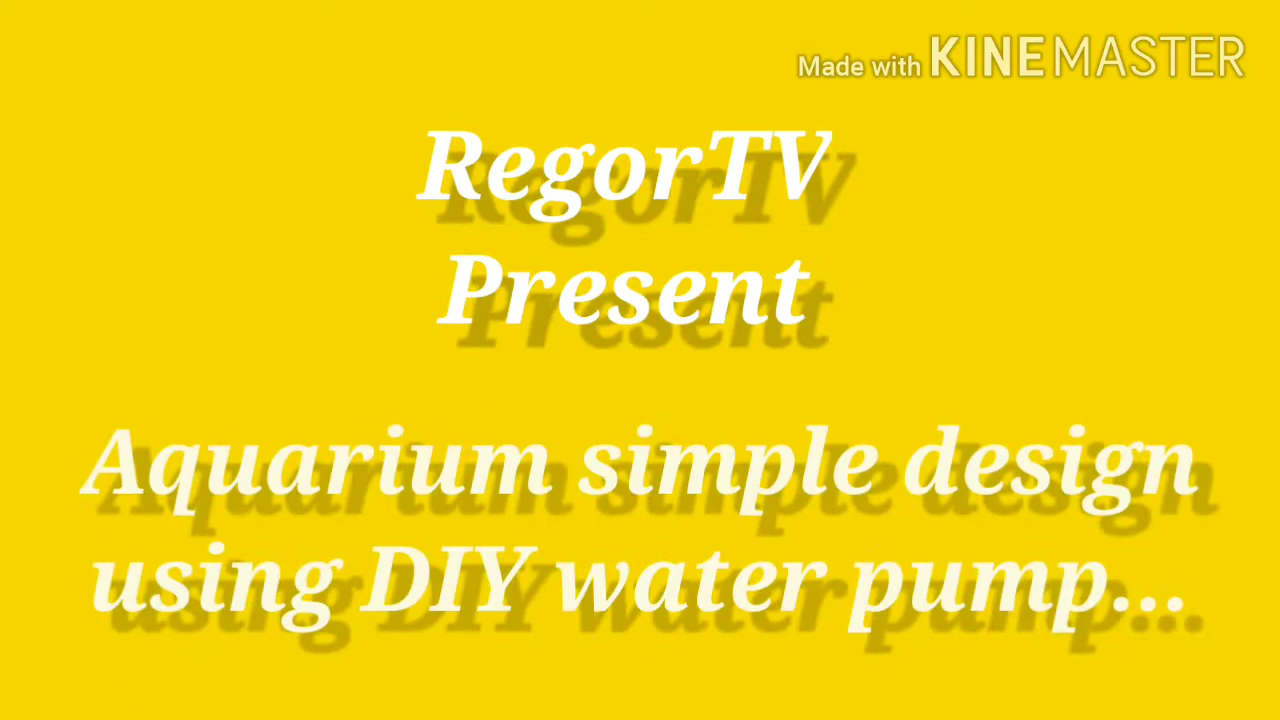 Made with KINEMASTER
RegorTV
Present
Aquarium simple design
using DIY water pump...